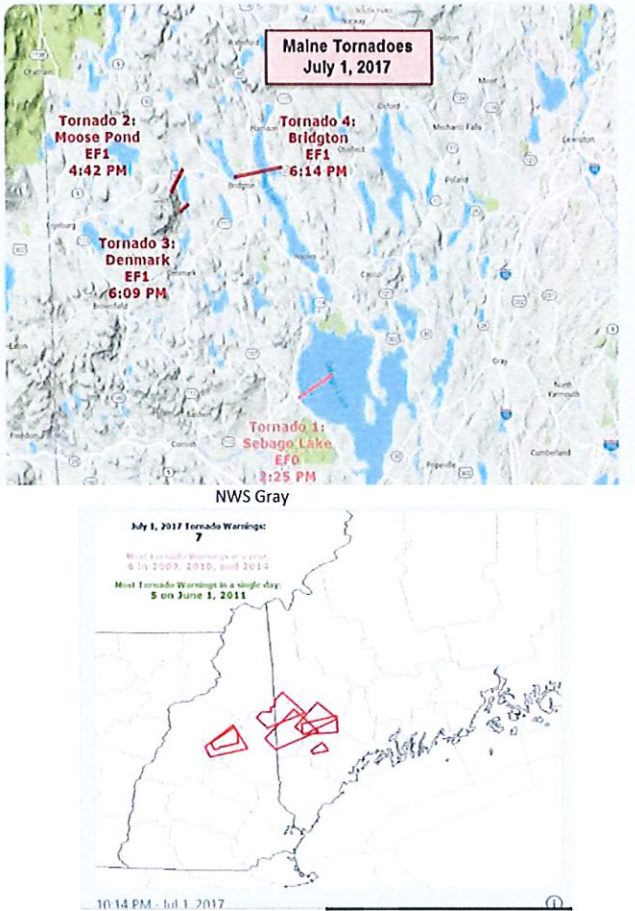 Maine Tornadoes
July 1, 2017
Tornado 2:
Moose Pond
EF1
4:42 PM
Tornado 4:
Bridgton
EF1
6:14 PM
Mechanic Falls
Lewiston
Poland
Oxford
Harrison
Bridgton
Tornado 3:
Denmark
EF1
6:09 PM
Denmark
Brownfield
Naples
Casco
Gray
North
Yarmouth
Cumberland
Cornish
Tornado 1:
Sebago Lake
EF0
2:25 PM
NWS Gray
July 1, 2017 Tornado Warnings:
7
Most Tornado Warnings in a year:
6 in 2009, 2010, and 2014
Most Tornado Warnings in a single day:
5 on June 1, 2011
10:14 PM - Jul 1, 2017